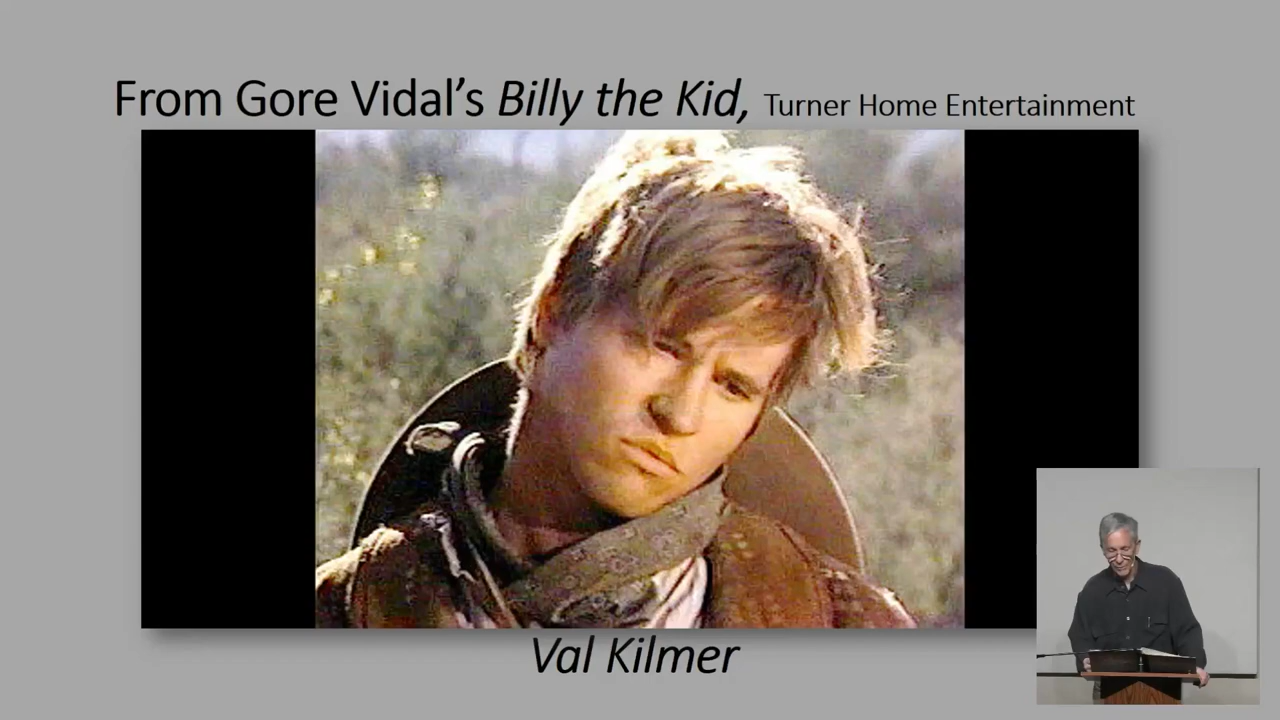 From Gore Vidal’s Billy the Kid, Turner Home Entertainment
Val Kilmer